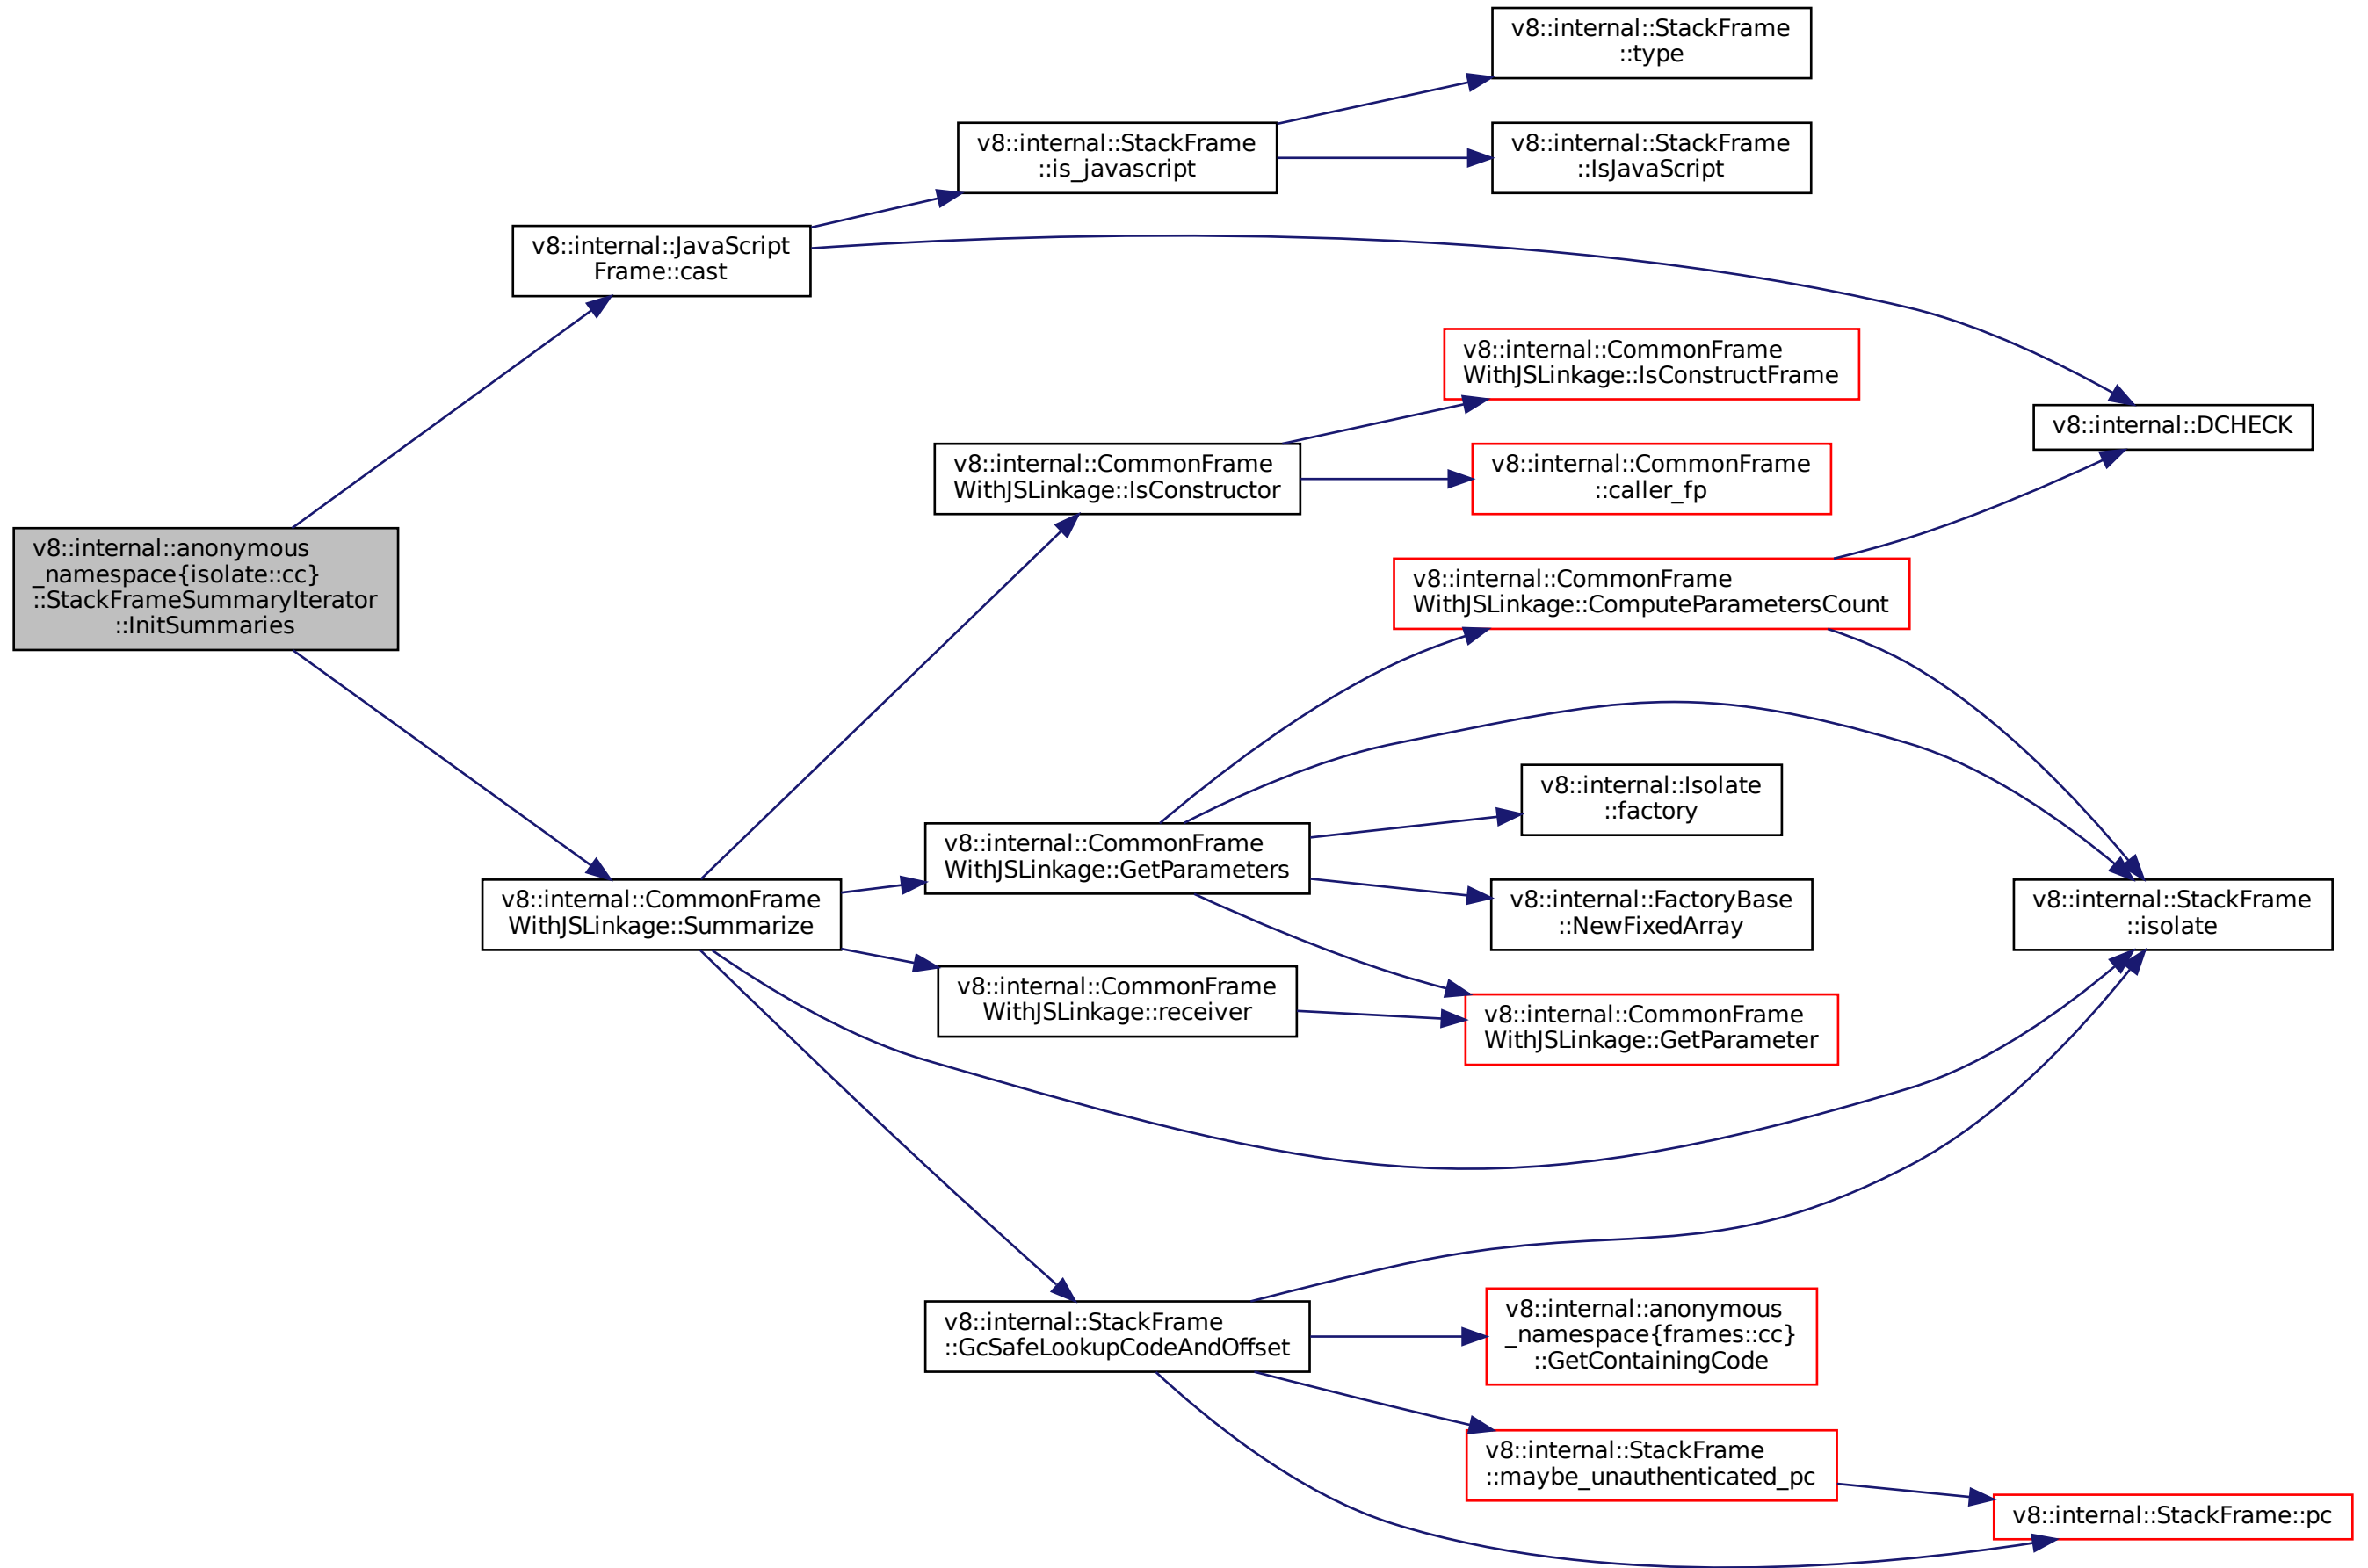 v8::internal::StackFrame
::type
v8::internal::StackFrame
::is_javascript
v8::internal::StackFrame
::IsJavaScript
v8::internal::JavaScript
Frame::cast
v8::internal::CommonFrame
WithJSLinkage::IsConstructFrame
v8::internal::DCHECK
v8::internal::CommonFrame
WithJSLinkage::IsConstructor
v8::internal::CommonFrame
::caller_fp
v8::internal::anonymous
_namespace{isolate::cc}
::StackFrameSummaryIterator
::InitSummaries
v8::internal::CommonFrame
WithJSLinkage::ComputeParametersCount
v8::internal::Isolate
::factory
v8::internal::CommonFrame
WithJSLinkage::GetParameters
v8::internal::CommonFrame
WithJSLinkage::Summarize
v8::internal::FactoryBase
::NewFixedArray
v8::internal::StackFrame
::isolate
v8::internal::CommonFrame
WithJSLinkage::receiver
v8::internal::CommonFrame
WithJSLinkage::GetParameter
v8::internal::StackFrame
::GcSafeLookupCodeAndOffset
v8::internal::anonymous
_namespace{frames::cc}
::GetContainingCode
v8::internal::StackFrame
::maybe_unauthenticated_pc
v8::internal::StackFrame::pc